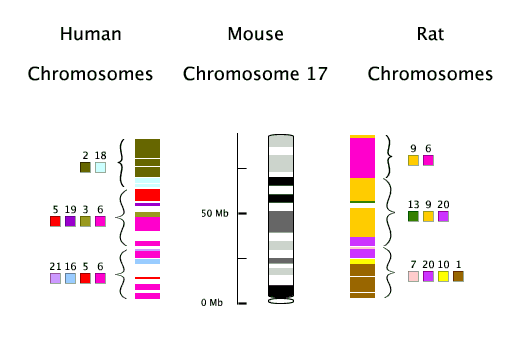 Human Mouse Rat
Chromosomes Chromosome 17 Chromosomes
2 18
9 6
5 19 3 6
13 9 20
50 Mb
21 16 5 6
7 20 10 1
0 Mb